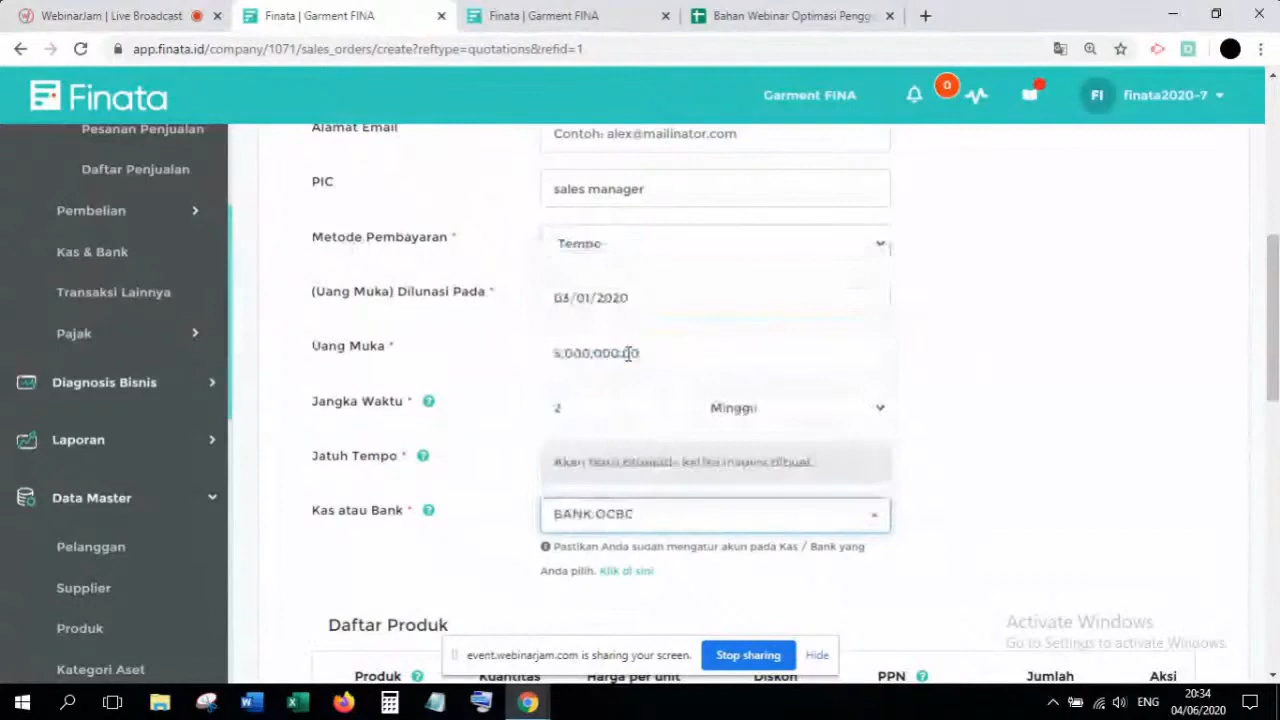 WebinarJam | Live Broadcast
Finata | Garment FINA
Finata | Garment FINA
Bahan Webinar Optimasi Pengg
app.finata.id/company/1071/sales_orders/create?reftype=quotations&refid=1
Finata
Garment FINA
0
FI
finata2020-7
Pesanan Penjualan
Daftar Penjualan
Pembelian
Kas & Bank
Transaksi Lainnya
Pajak
Diagnosis Bisnis
Laporan
Data Master
Pelanggan
Supplier
Produk
Kategori Aset
Alamat Email
Contoh: alex@mailinator.com
PIC
sales manager
Metode Pembayaran *
Tempo
(Uang Muka) Dilunasi Pada *
03/01/2020
Uang Muka *
5,000,000.00
Jangka Waktu *
2
Minggu
Jatuh Tempo *
Akan
Kas atau Bank *
BANK OCBC
Pastikan Anda sudah mengatur akun pada Kas / Bank yang
Anda pilih. Klik di sini
Daftar Produk
Activate Windows
Go to Settings to activate Windows.
event.webinarjam.com is sharing your screen.
Stop sharing
Hide
Produk
Kuantitas
Harga per unit
Diskon
PPN
Jumlah
Aksi
ENG
20:34
04/06/2020